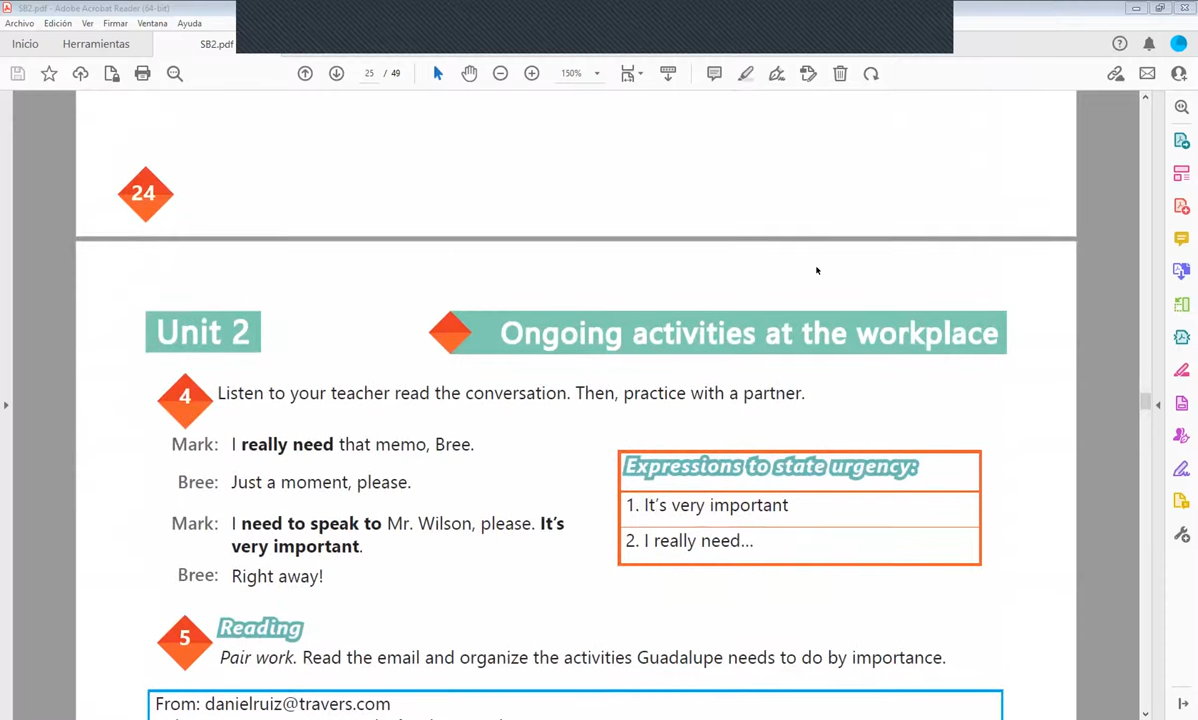 SB2.pdf - Adobe Acrobat Reader (64-bit)
Archivo Edición Ver Firmar Ventana Ayuda
Inicio Herramientas SB2.pdf
25 / 49 150%
24
Unit 2 Ongoing activities at the workplace
4 Listen to your teacher read the conversation. Then, practice with a partner.
Mark: I really need that memo, Bree.
Bree: Just a moment, please.
Mark: I need to speak to Mr. Wilson, please. It's
very important.
Bree: Right away!
Expressions to state urgency:
1. It's very important
2. I really need...
5 Reading
Pair work. Read the email and organize the activities Guadalupe needs to do by importance.
From: danielruiz@travers.com